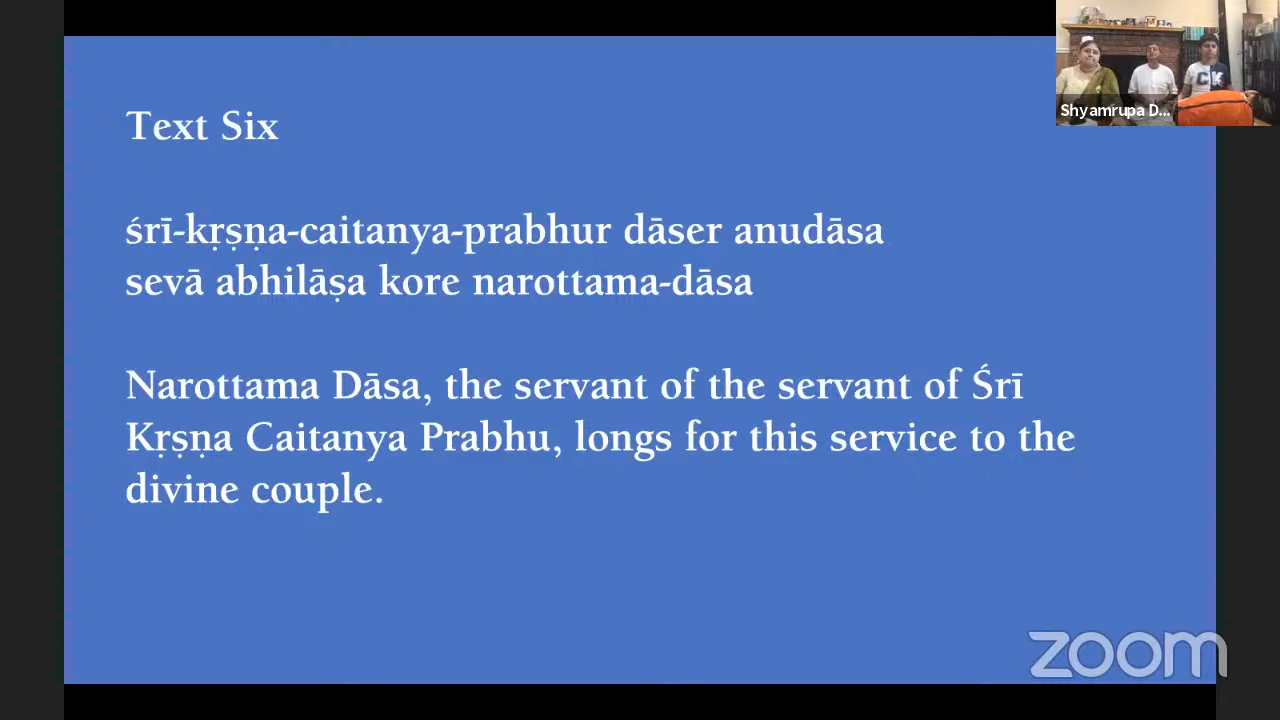 Shyamrupa D...
CK
Text Six
śrī-kṛṣṇa-caitanya-prabhur dāser anudāsa
sevā abhilāṣa kore narottama-dāsa
Narottama Dāsa, the servant of the servant of Śrī
Kṛṣṇa Caitanya Prabhu, longs for this service to the
divine couple.
zoom